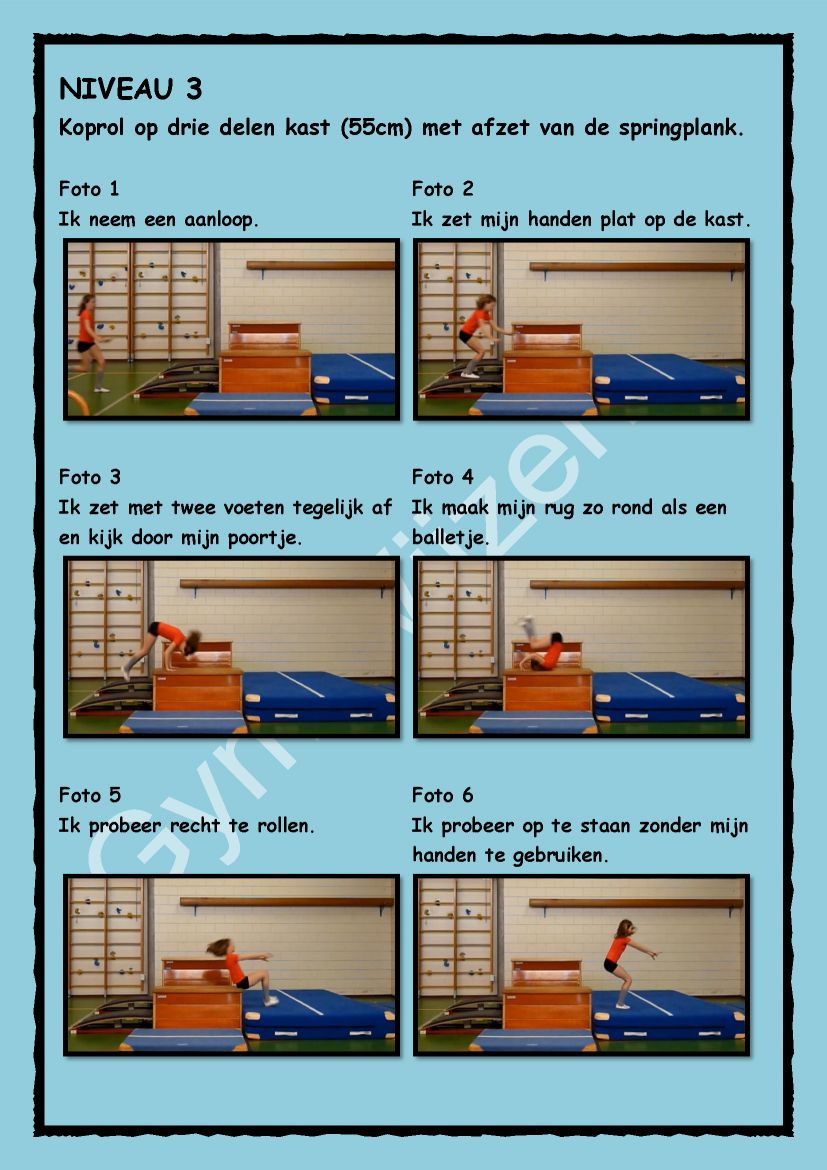 NIVEAU 3
Koprol op drie delen kast (55cm) met afzet van de springplank.
Foto 1
Ik neem een aanloop.
Foto 2
Ik zet mijn handen plat op de kast.
Foto 3
Ik zet met twee voeten tegelijk af
en kijk door mijn poortje.
Foto 4
Ik maak mijn rug zo rond als een
balletje.
Foto 5
Ik probeer recht te rollen.
Foto 6
Ik probeer op te staan zonder mijn
handen te gebruiken.